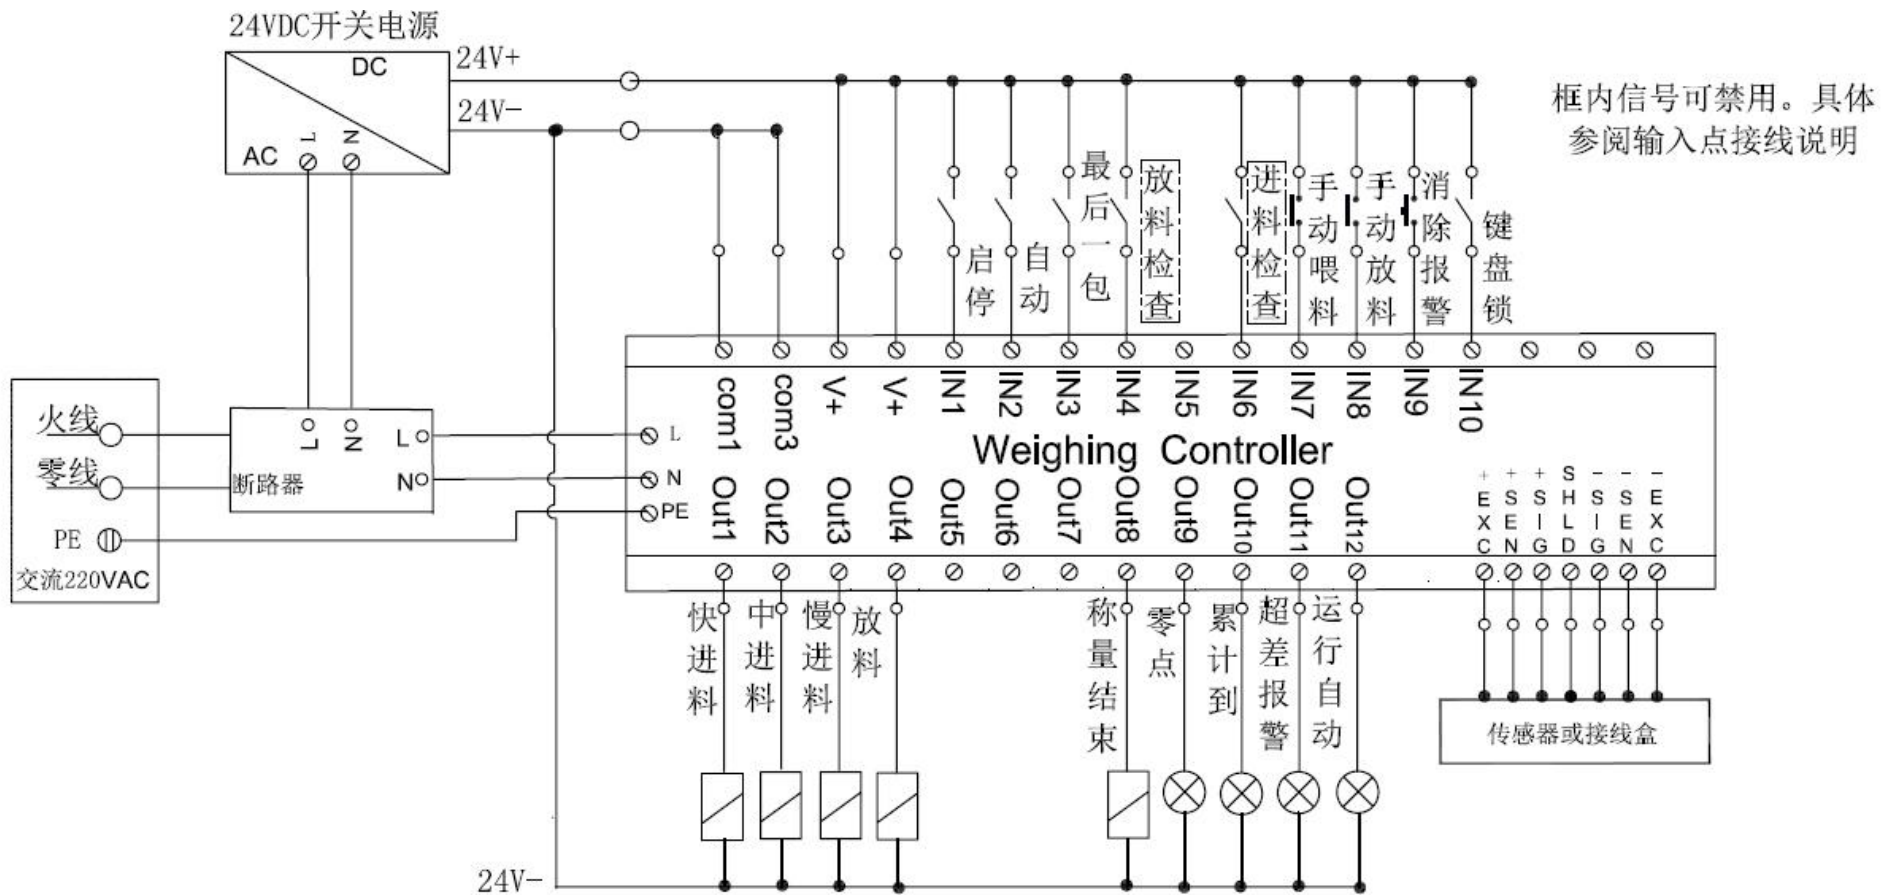 24VDC开关电源
DC
AC
L
N
24V+
24V-
框内信号可禁用。具体
参阅输入点接线说明
启停
自动
最后一包
放料检查
进料检查
手动喂料
手动放料
消除报警
键盘锁
火线
零线
PE
交流220VAC
L
N
L
N
断路器
L
N
PE
com1
com3
V+
V+
IN1
IN2
IN3
IN4
IN5
IN6
IN7
IN8
IN9
IN10
Weighing Controller
Out1
Out2
Out3
Out4
Out5
Out6
Out7
Out8
Out9
Out10
Out11
Out12
+EXC
+SEN
+SIG
SHLD
-SIG
-SEN
-EXC
快进料
中进料
慢进料
放料
称量结束
零点
累计到
超差报警
运行自动
传感器或接线盒
24V-